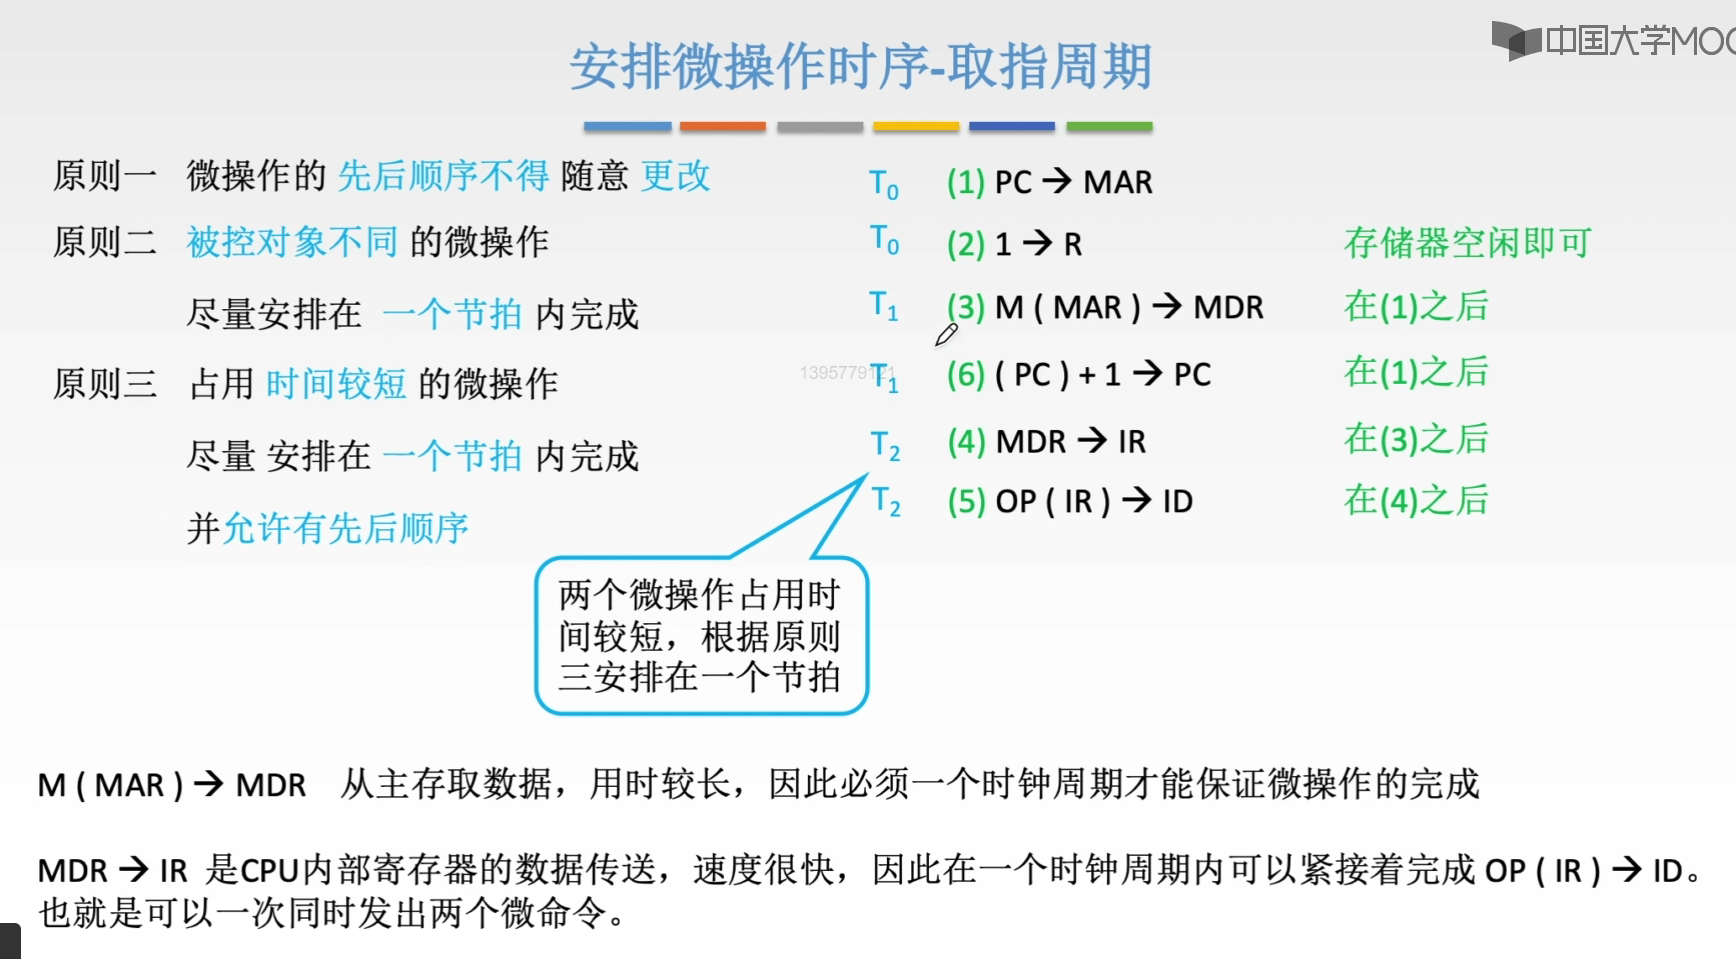 中国大学MOO
安排微操作时序-取指周期
原则一 微操作的 先后顺序不得 随意 更改
原则二 被控对象不同 的微操作
尽量安排在 一个节拍 内完成
原则三 占用 时间较短 的微操作
尽量 安排在 一个节拍 内完成
并允许有先后顺序
T0 (1) PC → MAR
T0 (2) 1 → R 存储器空闲即可
T1 (3) M ( MAR ) → MDR 在(1)之后
1395779121
T1 (6) ( PC ) + 1 → PC 在(1)之后
T2 (4) MDR → IR 在(3)之后
T2 (5) OP ( IR ) → ID 在(4)之后
两个微操作占用时
间较短，根据原则
三安排在一个节拍
M ( MAR ) → MDR 从主存取数据，用时较长，因此必须一个时钟周期才能保证微操作的完成
MDR → IR 是CPU内部寄存器的数据传送，速度很快，因此在一个时钟周期内可以紧接着完成 OP ( IR ) → ID。
也就是可以一次同时发出两个微命令。